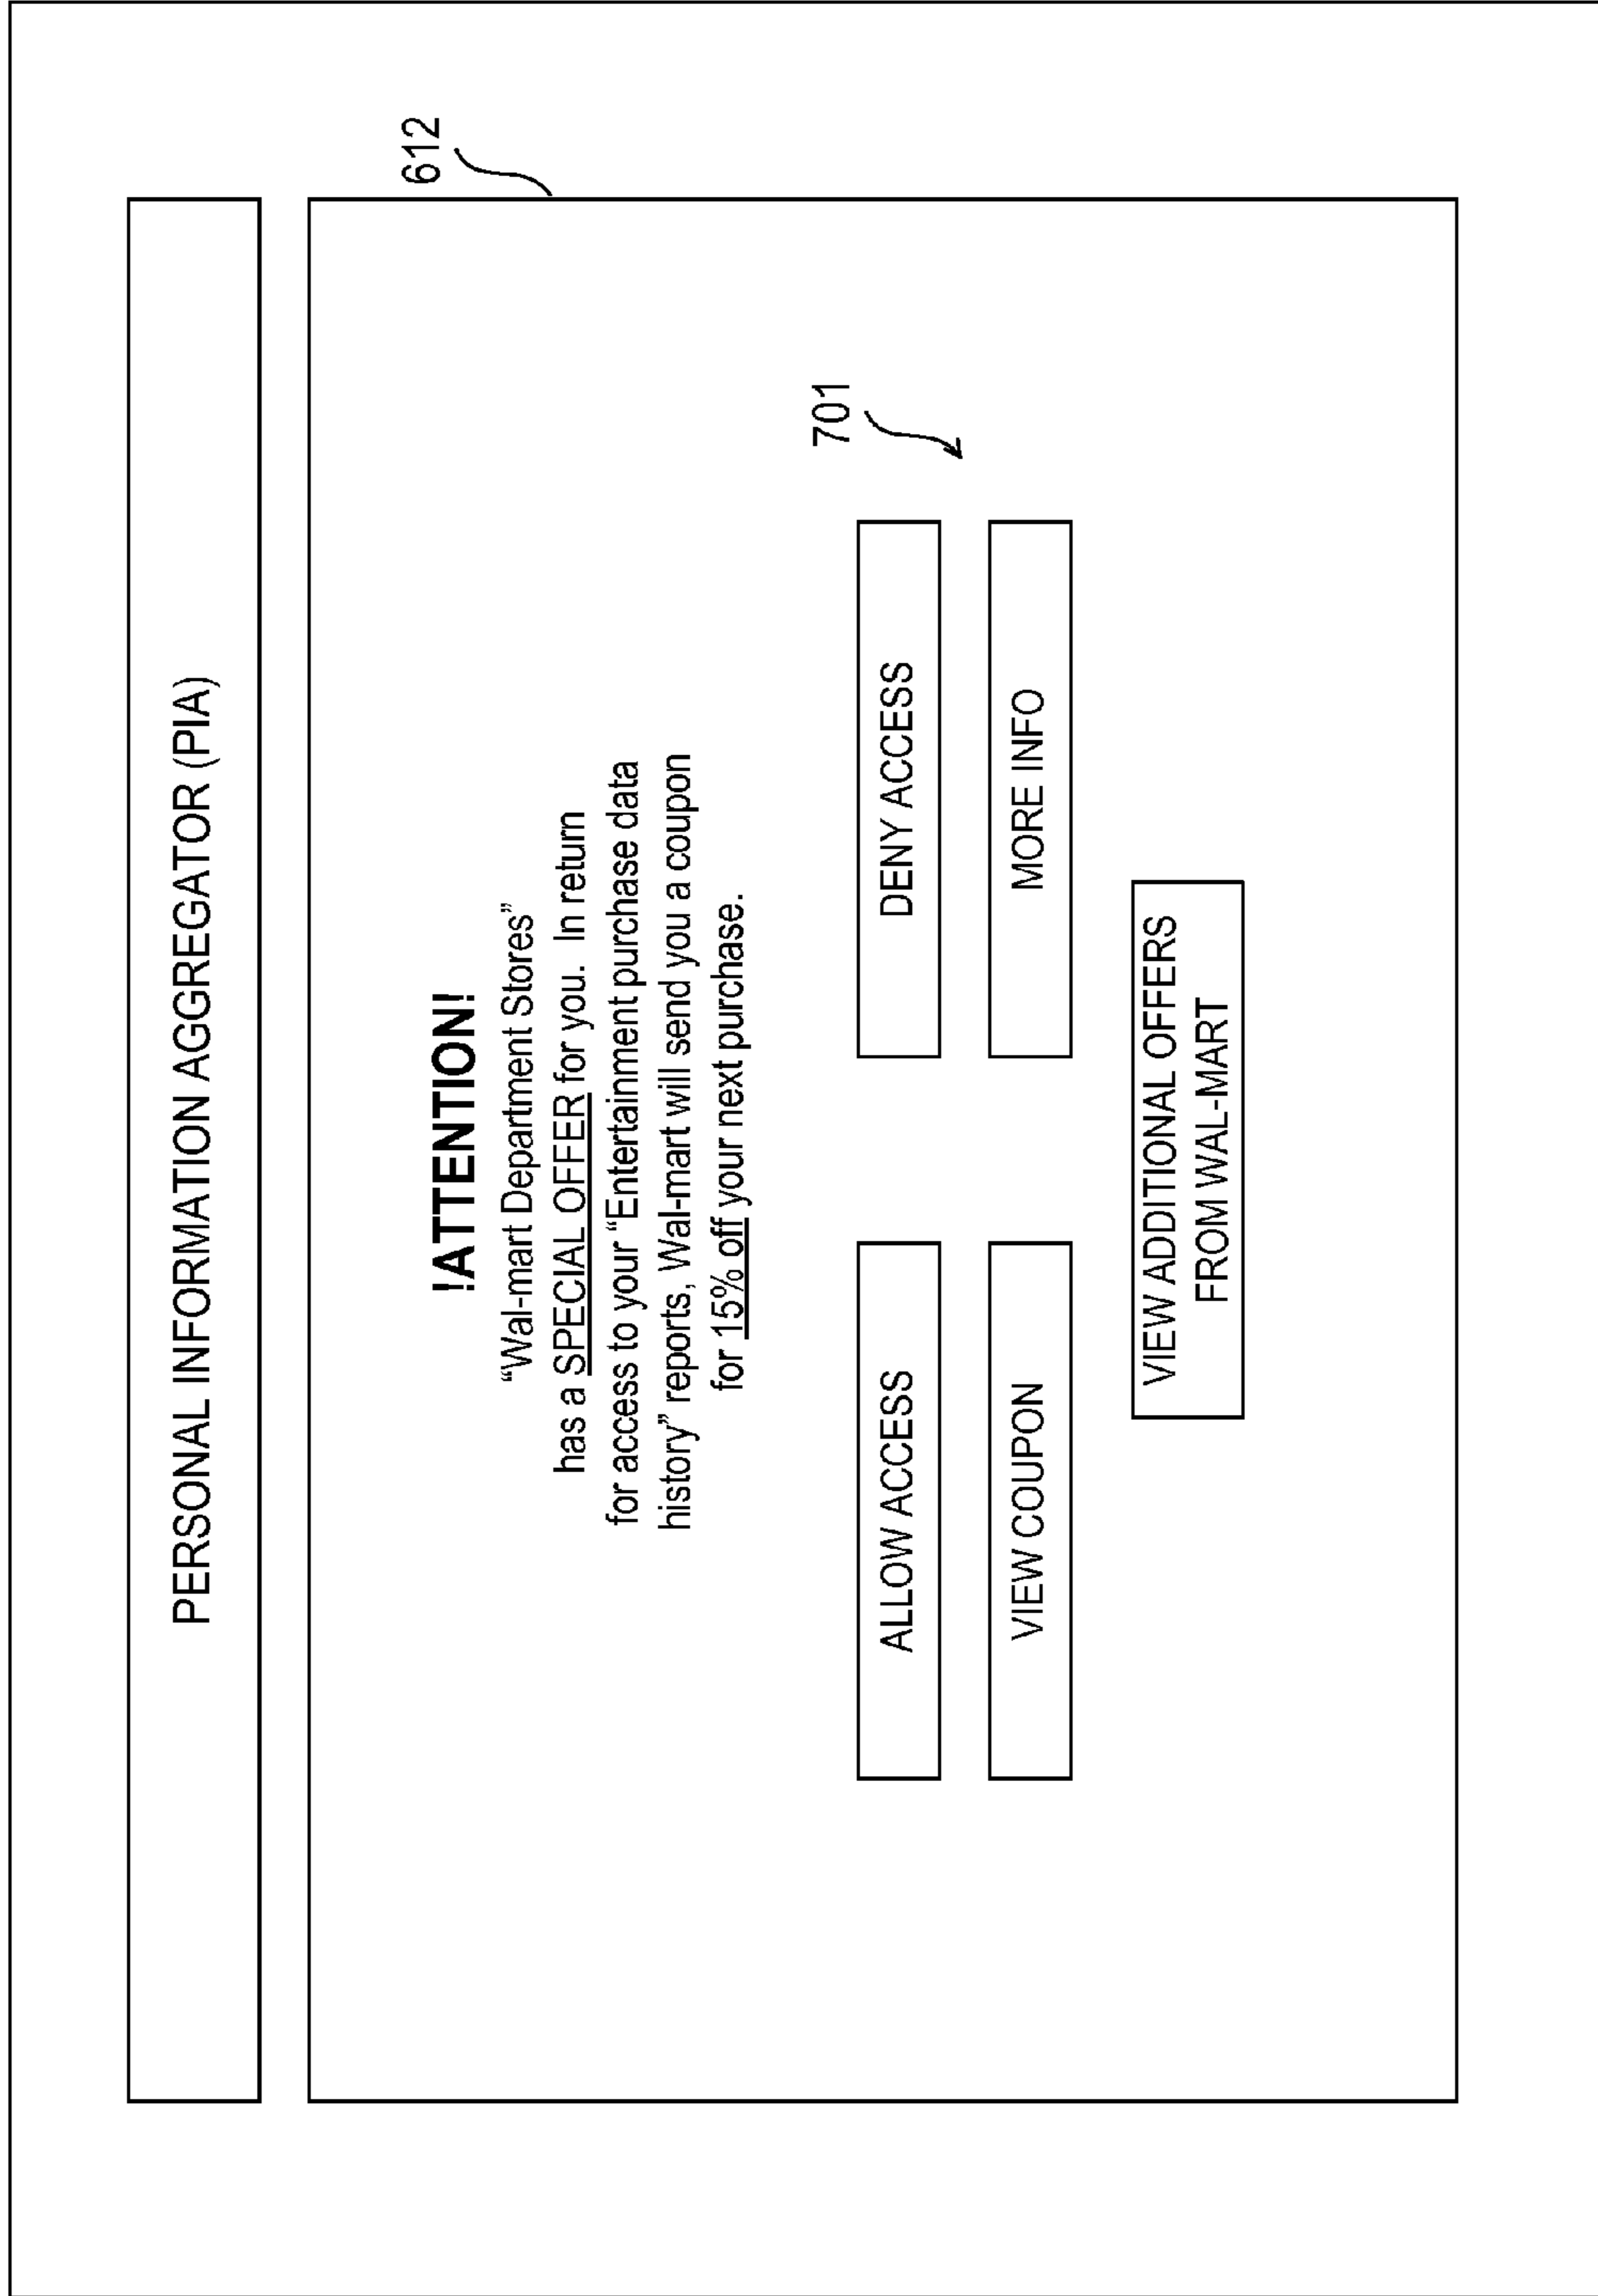 PERSONAL INFORMATION AGGREGATOR (PIA)
612
!ATTENTION!
“Wal-mart Department Stores”
has a SPECIAL OFFER for you. In return
for access to your “Entertainment purchase data
history” reports, Wal-mart will send you a coupon
for 15% off your next purchase.
701
ALLOW ACCESS
DENY ACCESS
VIEW COUPON
MORE INFO
VIEW ADDITIONAL OFFERS
FROM WAL-MART